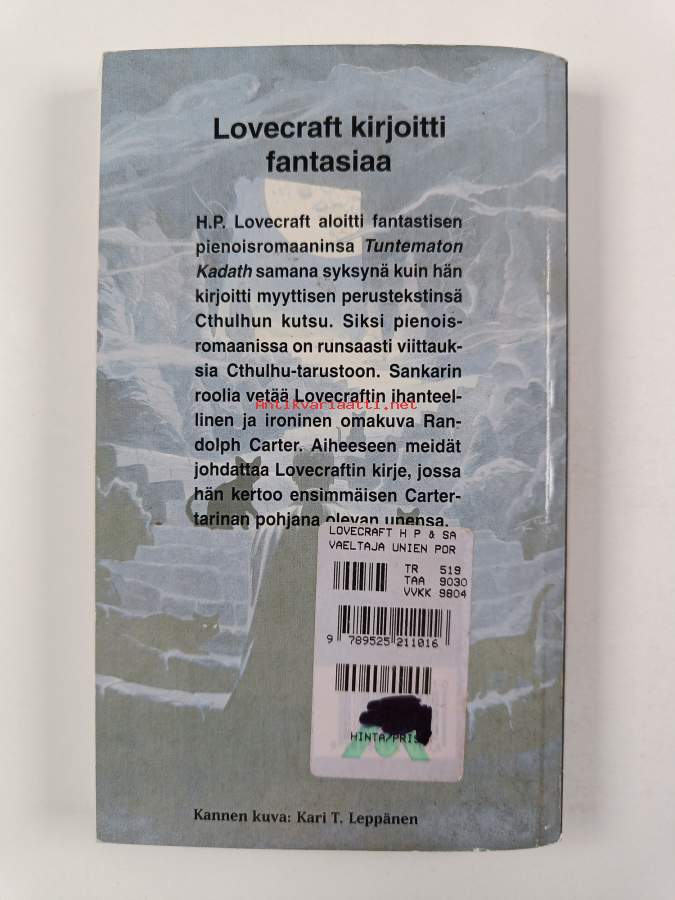 Lovecraft kirjoitti
fantasiaa
H.P. Lovecraft aloitti fantastisen
pienoisromaaninsa Tuntematon
Kadath samana syksynä kuin hän
kirjoitti myyttisen perustekstinsä
Cthulhun kutsu. Siksi pienois-
romaanissa on runsaasti viittauk-
sia Cthulhu-tarustoon. Sankarin
roolia vetää Lovecraftin ihanteel-
Antikvariaatti.net
linen ja ironinen omakuva Ran-
dolph Carter. Aiheeseen meidät
johdattaa Lovecraftin kirje, jossa
hän kertoo ensimmäisen Carter-
tarinan pohjana olevan unensa.
LOVECRAFT H P & SA
VAELTAJA UNIEN POR
TR 519
TAA 9030
VVKK 9804
9 789525 211016
Kannen kuva: Kari T. Leppänen